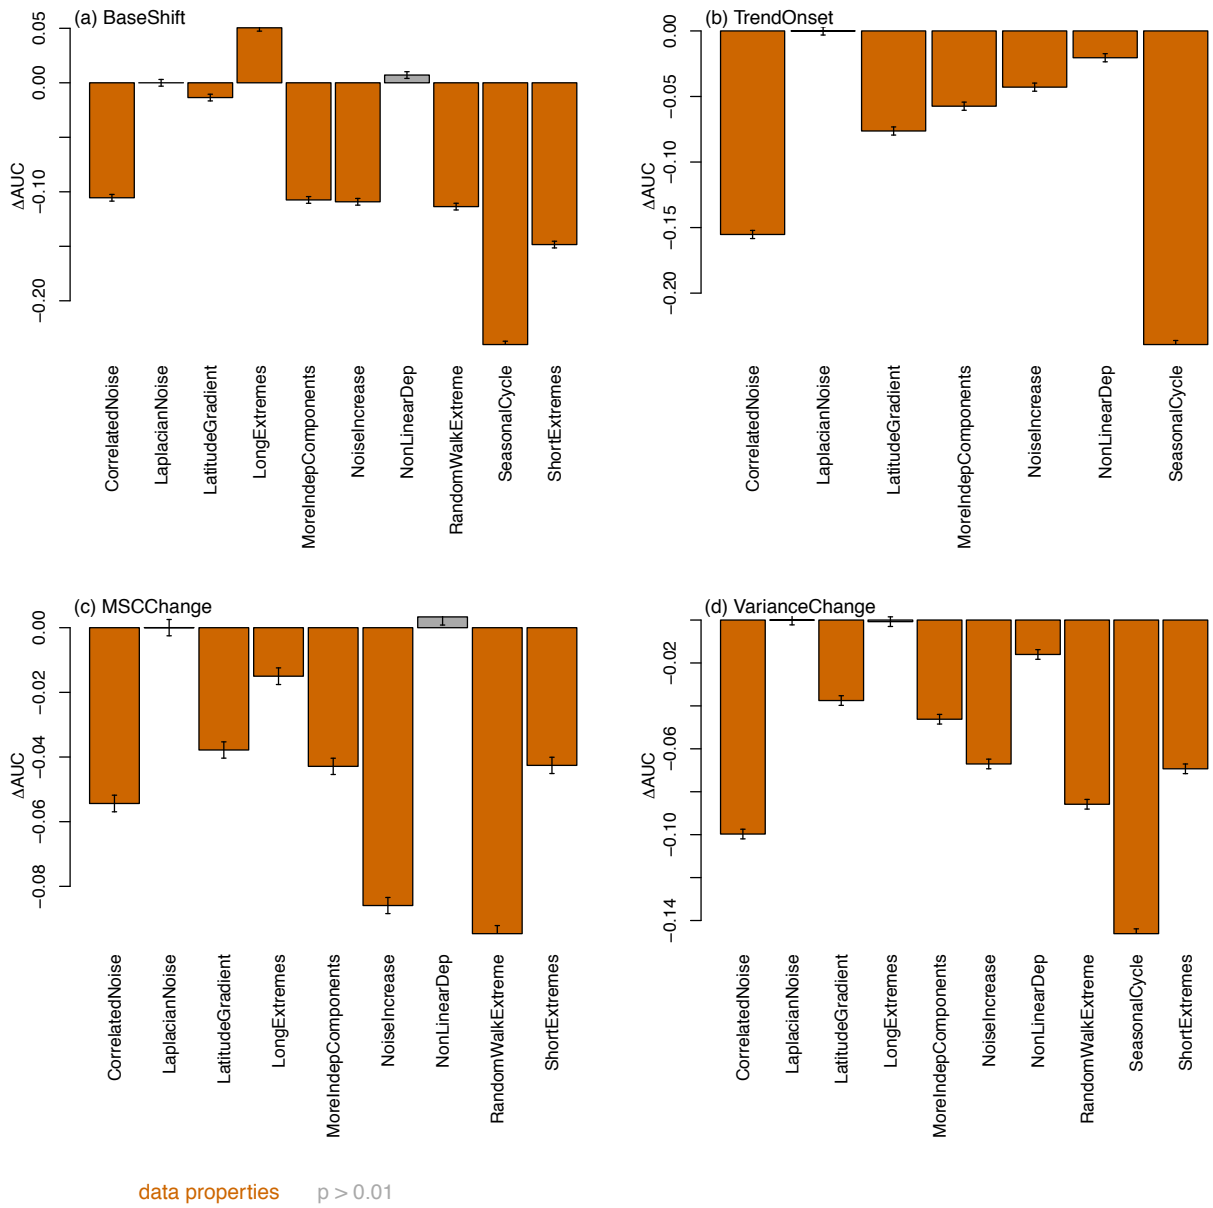 (a) BaseShift
ΔAUC
0.05
0.00
−0.10
−0.20
CorrelatedNoise
LaplacianNoise
LatitudeGradient
LongExtremes
MoreIndepComponents
NoiseIncrease
NonLinearDep
RandomWalkExtreme
SeasonalCycle
ShortExtremes
(b) TrendOnset
ΔAUC
0.00
−0.05
−0.10
−0.15
−0.20
CorrelatedNoise
LaplacianNoise
LatitudeGradient
MoreIndepComponents
NoiseIncrease
NonLinearDep
SeasonalCycle
(c) MSCChange
ΔAUC
0.00
−0.02
−0.04
−0.06
−0.08
CorrelatedNoise
LaplacianNoise
LatitudeGradient
LongExtremes
MoreIndepComponents
NoiseIncrease
NonLinearDep
RandomWalkExtreme
ShortExtremes
(d) VarianceChange
ΔAUC
−0.02
−0.06
−0.10
−0.14
CorrelatedNoise
LaplacianNoise
LatitudeGradient
LongExtremes
MoreIndepComponents
NoiseIncrease
NonLinearDep
RandomWalkExtreme
SeasonalCycle
ShortExtremes
data properties p > 0.01